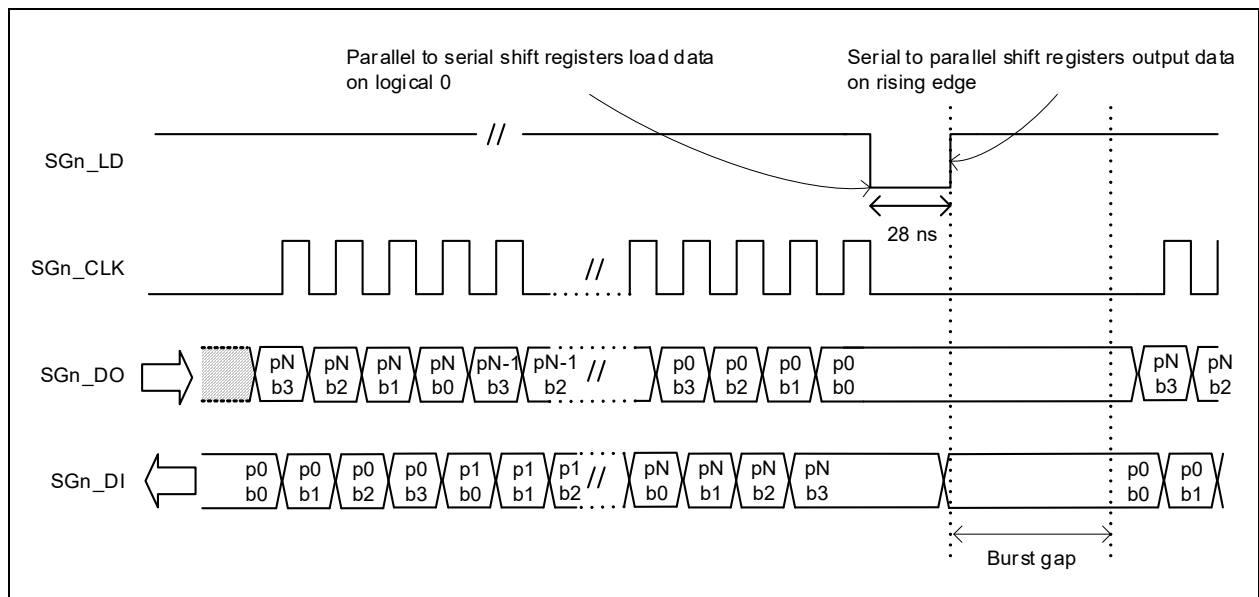 Parallel to serial shift registers load data
on logical 0
Serial to parallel shift registers output data
on rising edge
//
SGn_LD
28 ns
SGn_CLK
//
SGn_DO
pN pN pN pN pN-1 pN-1 // p0 p0 p0 p0 pN pN
b3 b2 b1 b0 b3 b2 b3 b2 b1 b0 b3 b2
SGn_DI
p0 p0 p0 p0 p1 p1 p1 // pN pN pN pN p0 p0
b0 b1 b2 b3 b0 b1 b2 b0 b1 b2 b3 b0 b1
Burst gap